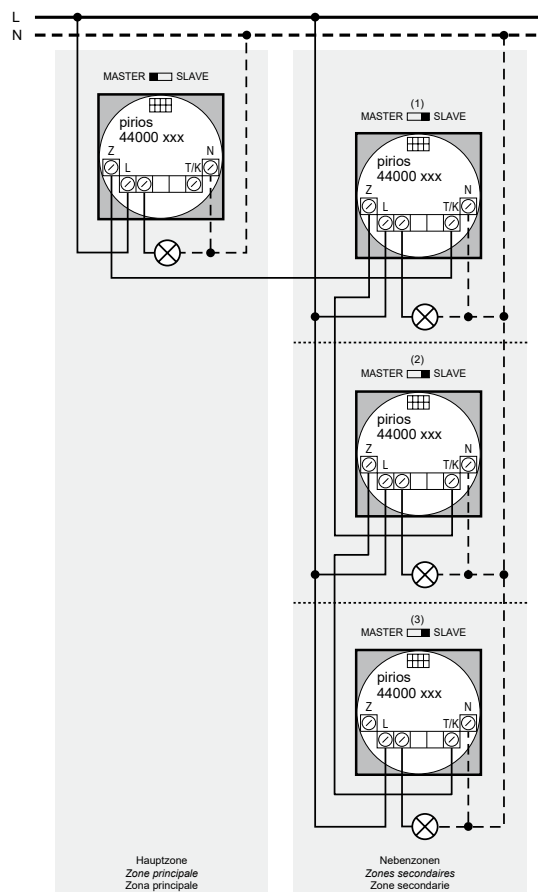 L
N
MASTER SLAVE
pirios
44000 xxx
Z L T/K N
(1)
MASTER SLAVE
pirios
44000 xxx
Z L T/K N
(2)
MASTER SLAVE
pirios
44000 xxx
Z L T/K N
(3)
MASTER SLAVE
pirios
44000 xxx
Z L T/K N
Hauptzone
Zone principale
Zona principale
Nebenzonen
Zones secondaires
Zone secondarie